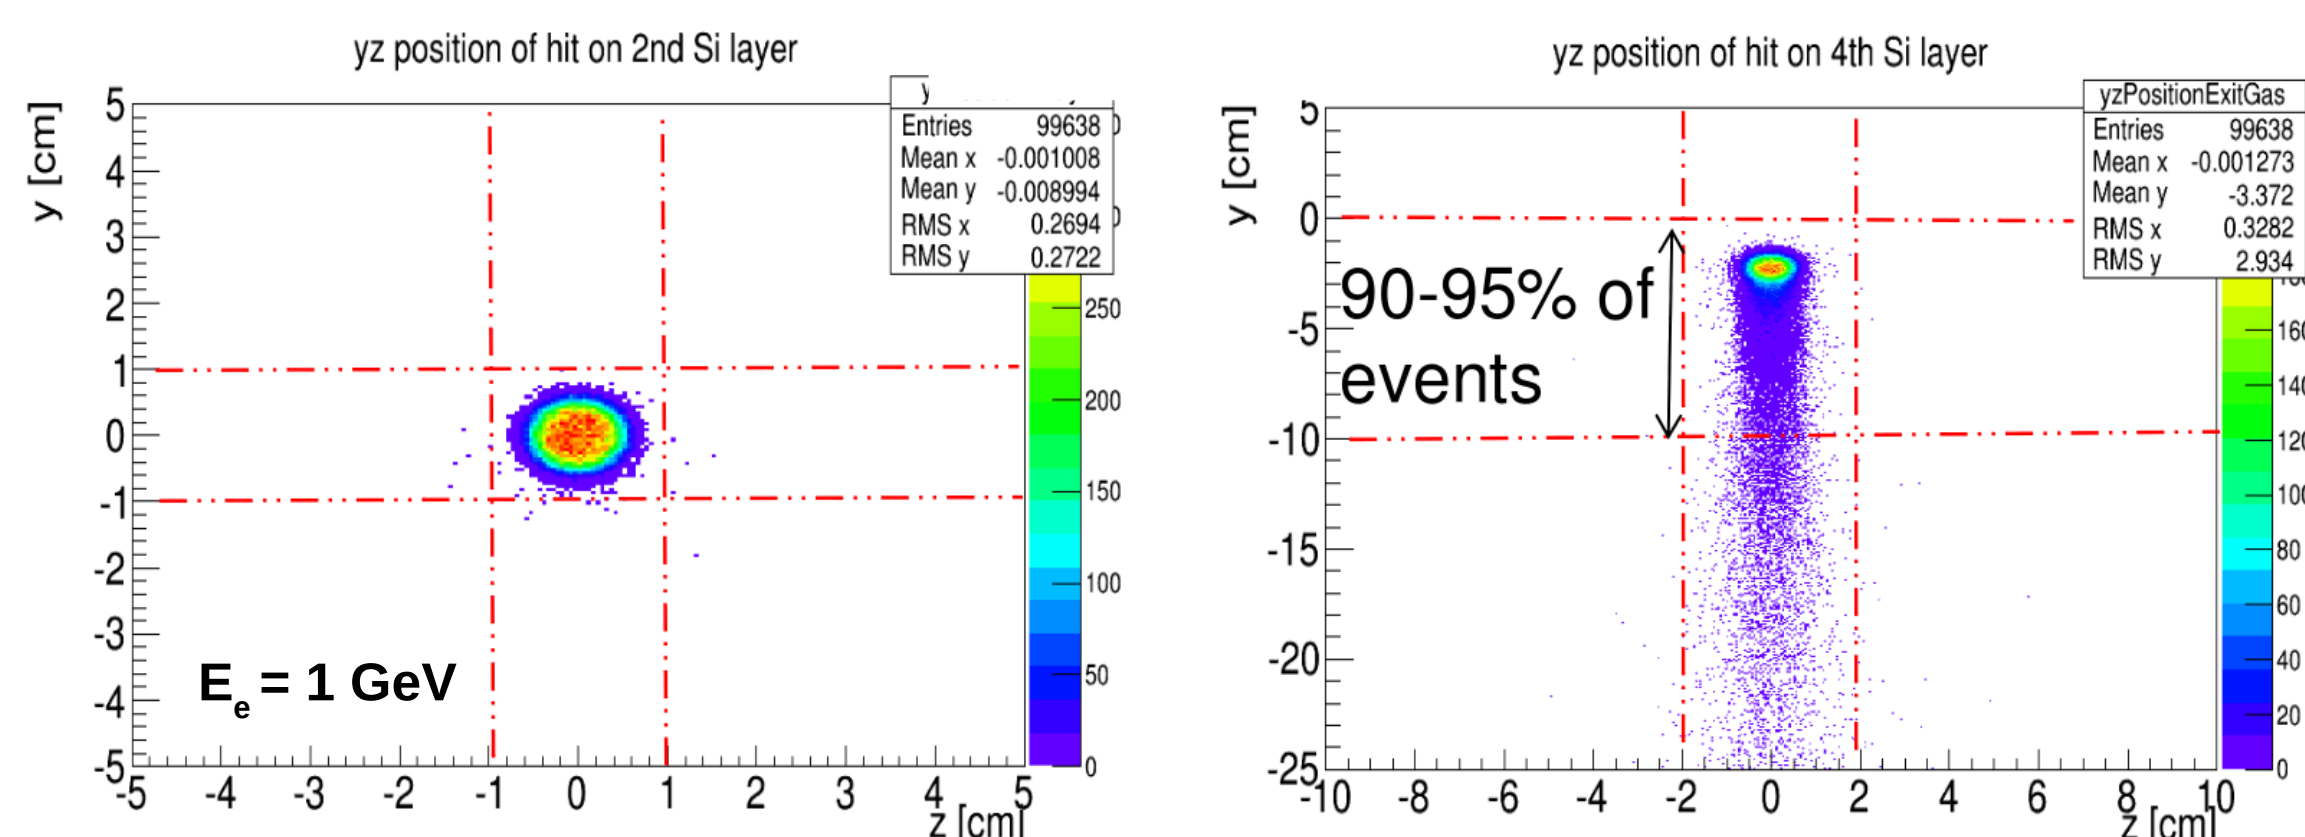 yz position of hit on 2nd Si layer
y [cm]
5
4
3
2
1
0
-1
-2
-3
-4
-5
-5 -4 -3 -2 -1 0 1 2 3 4 5
z [cm]
Entries 99638
Mean x -0.001008
Mean y -0.008994
RMS x 0.2694
RMS y 0.2722
250
200
150
100
50
0
E_e = 1 GeV
yz position of hit on 4th Si layer
y [cm]
5
0
-5
-10
-15
-20
-25
-10 -8 -6 -4 -2 0 2 4 6 8 10
z [cm]
yzPositionExitGas
Entries 99638
Mean x -0.001273
Mean y -3.372
RMS x 0.3282
RMS y 2.934
160
140
120
100
80
60
40
20
0
90-95% of
events